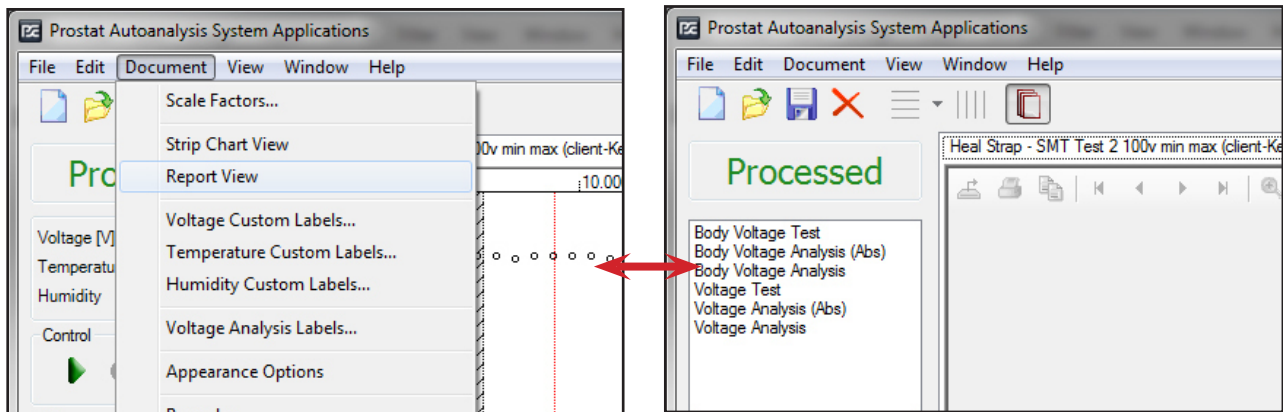 Prostat Autoanalysis System Applications
File Edit Document View Window Help
Scale Factors...
Strip Chart View
Report View
Voltage Custom Labels...
Temperature Custom Labels...
Humidity Custom Labels...
Voltage Analysis Labels...
Appearance Options
Pro
00v min max (client-Ke
10.00
Voltage [V]
Temperatu
Humidity
Control
Prostat Autoanalysis System Applications
File Edit Document View Window Help
Heal Strap - SMT Test 2 100v min max (client-Ke
Processed
Body Voltage Test
Body Voltage Analysis (Abs)
Body Voltage Analysis
Voltage Test
Voltage Analysis (Abs)
Voltage Analysis